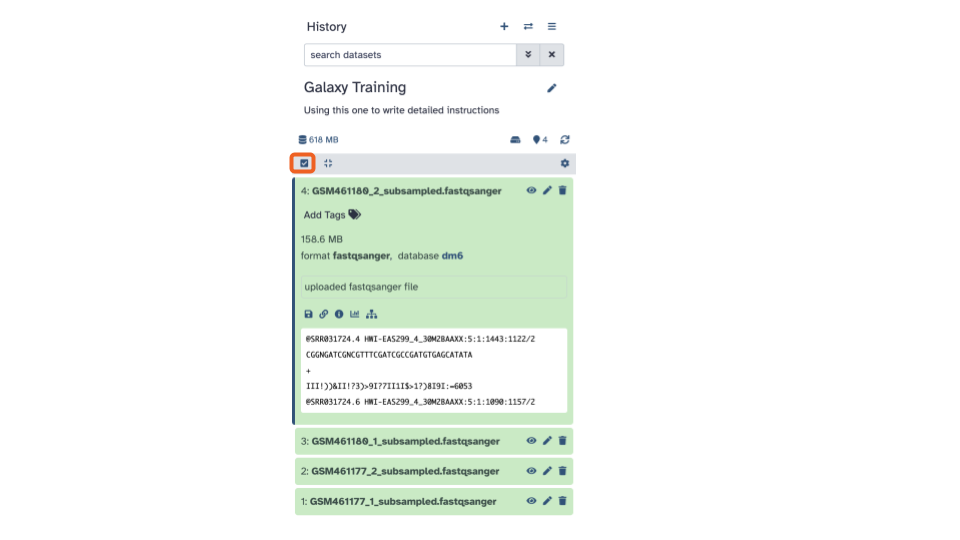 History
search datasets
Galaxy Training
Using this one to write detailed instructions
618 MB 4
4: GSM461180_2_subsampled.fastqsanger
Add Tags
158.6 MB
format fastqsanger, database dm6
uploaded fastqsanger file
@SRR031724.4 HWI-EAS299_4_30M2BAAXX:5:1:1443:1122/2
CGGNGATCGNCGTTTCGATCGCCGATGTGAGCATATA
+
III!))&II!?3)>9I?7II1I$>1?)8I9I:=6053
@SRR031724.6 HWI-EAS299_4_30M2BAAXX:5:1:1090:1157/2
3: GSM461180_1_subsampled.fastqsanger
2: GSM461177_2_subsampled.fastqsanger
1: GSM461177_1_subsampled.fastqsanger